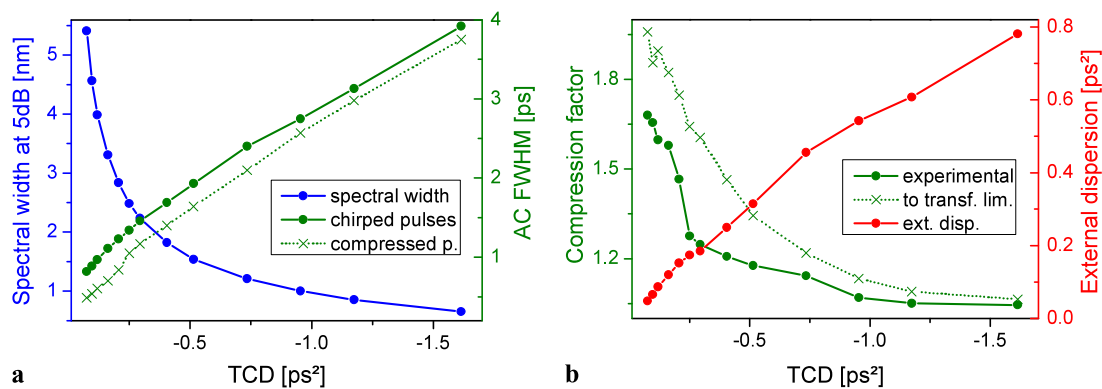 Spectral width at 5dB [nm]
5
4
3
2
1
4
3
2
1
AC FWHM [ps]
spectral width
chirped pulses
compressed p.
-0.5
-1.0
-1.5
TCD [ps²]
a
Compression factor
1.8
1.5
1.2
0.8
0.6
0.4
0.2
0.0
External dispersion [ps²]
experimental
to transf. lim.
ext. disp.
-0.5
-1.0
-1.5
TCD [ps²]
b